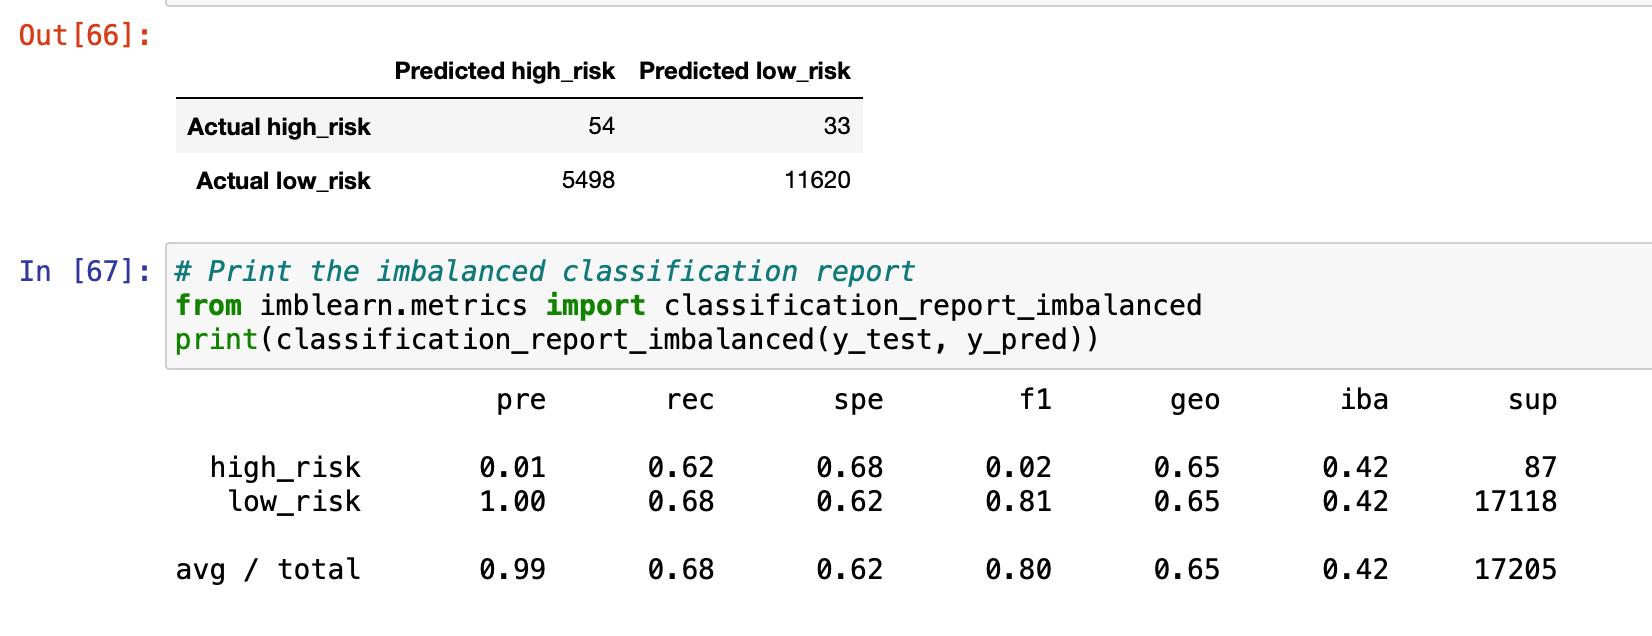 Out[66]:
Predicted high_risk Predicted low_risk
Actual high_risk 54 33
Actual low_risk 5498 11620
In [67]: # Print the imbalanced classification report
from imblearn.metrics import classification_report_imbalanced
print(classification_report_imbalanced(y_test, y_pred))
pre rec spe f1 geo iba sup
high_risk 0.01 0.62 0.68 0.02 0.65 0.42 87
low_risk 1.00 0.68 0.62 0.81 0.65 0.42 17118
avg / total 0.99 0.68 0.62 0.80 0.65 0.42 17205